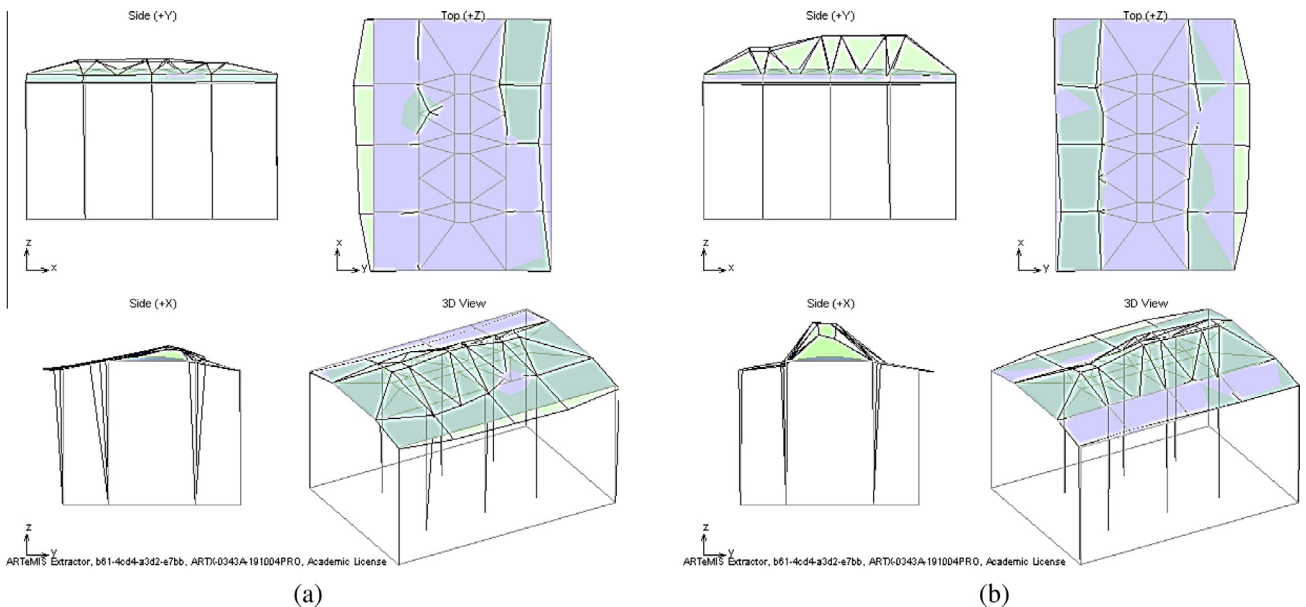 Side (+Y)
Top (+Z)
z
x
x
y
Side (+X)
3D View
z
y
ARTeMIS Extractor, b61-4cd4-a3d2-e7bb, ARTX-0343A-191004PRO, Academic License
(a)
Side (+Y)
Top (+Z)
z
x
x
y
Side (+X)
3D View
z
y
ARTeMIS Extractor, b61-4cd4-a3d2-e7bb, ARTX-0343A-191004PRO, Academic License
(b)